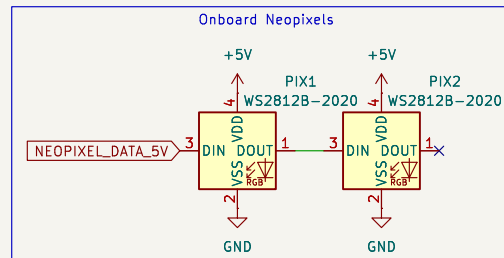 Onboard Neopixels
+5V
+5V
PIX1
PIX2
WS2812B-2020
WS2812B-2020
4
4
VDD
VDD
NEOPIXEL_DATA_5V
3
DIN
DOUT
1
3
DIN
DOUT
1
VSS
RGB
VSS
RGB
2
2
GND
GND